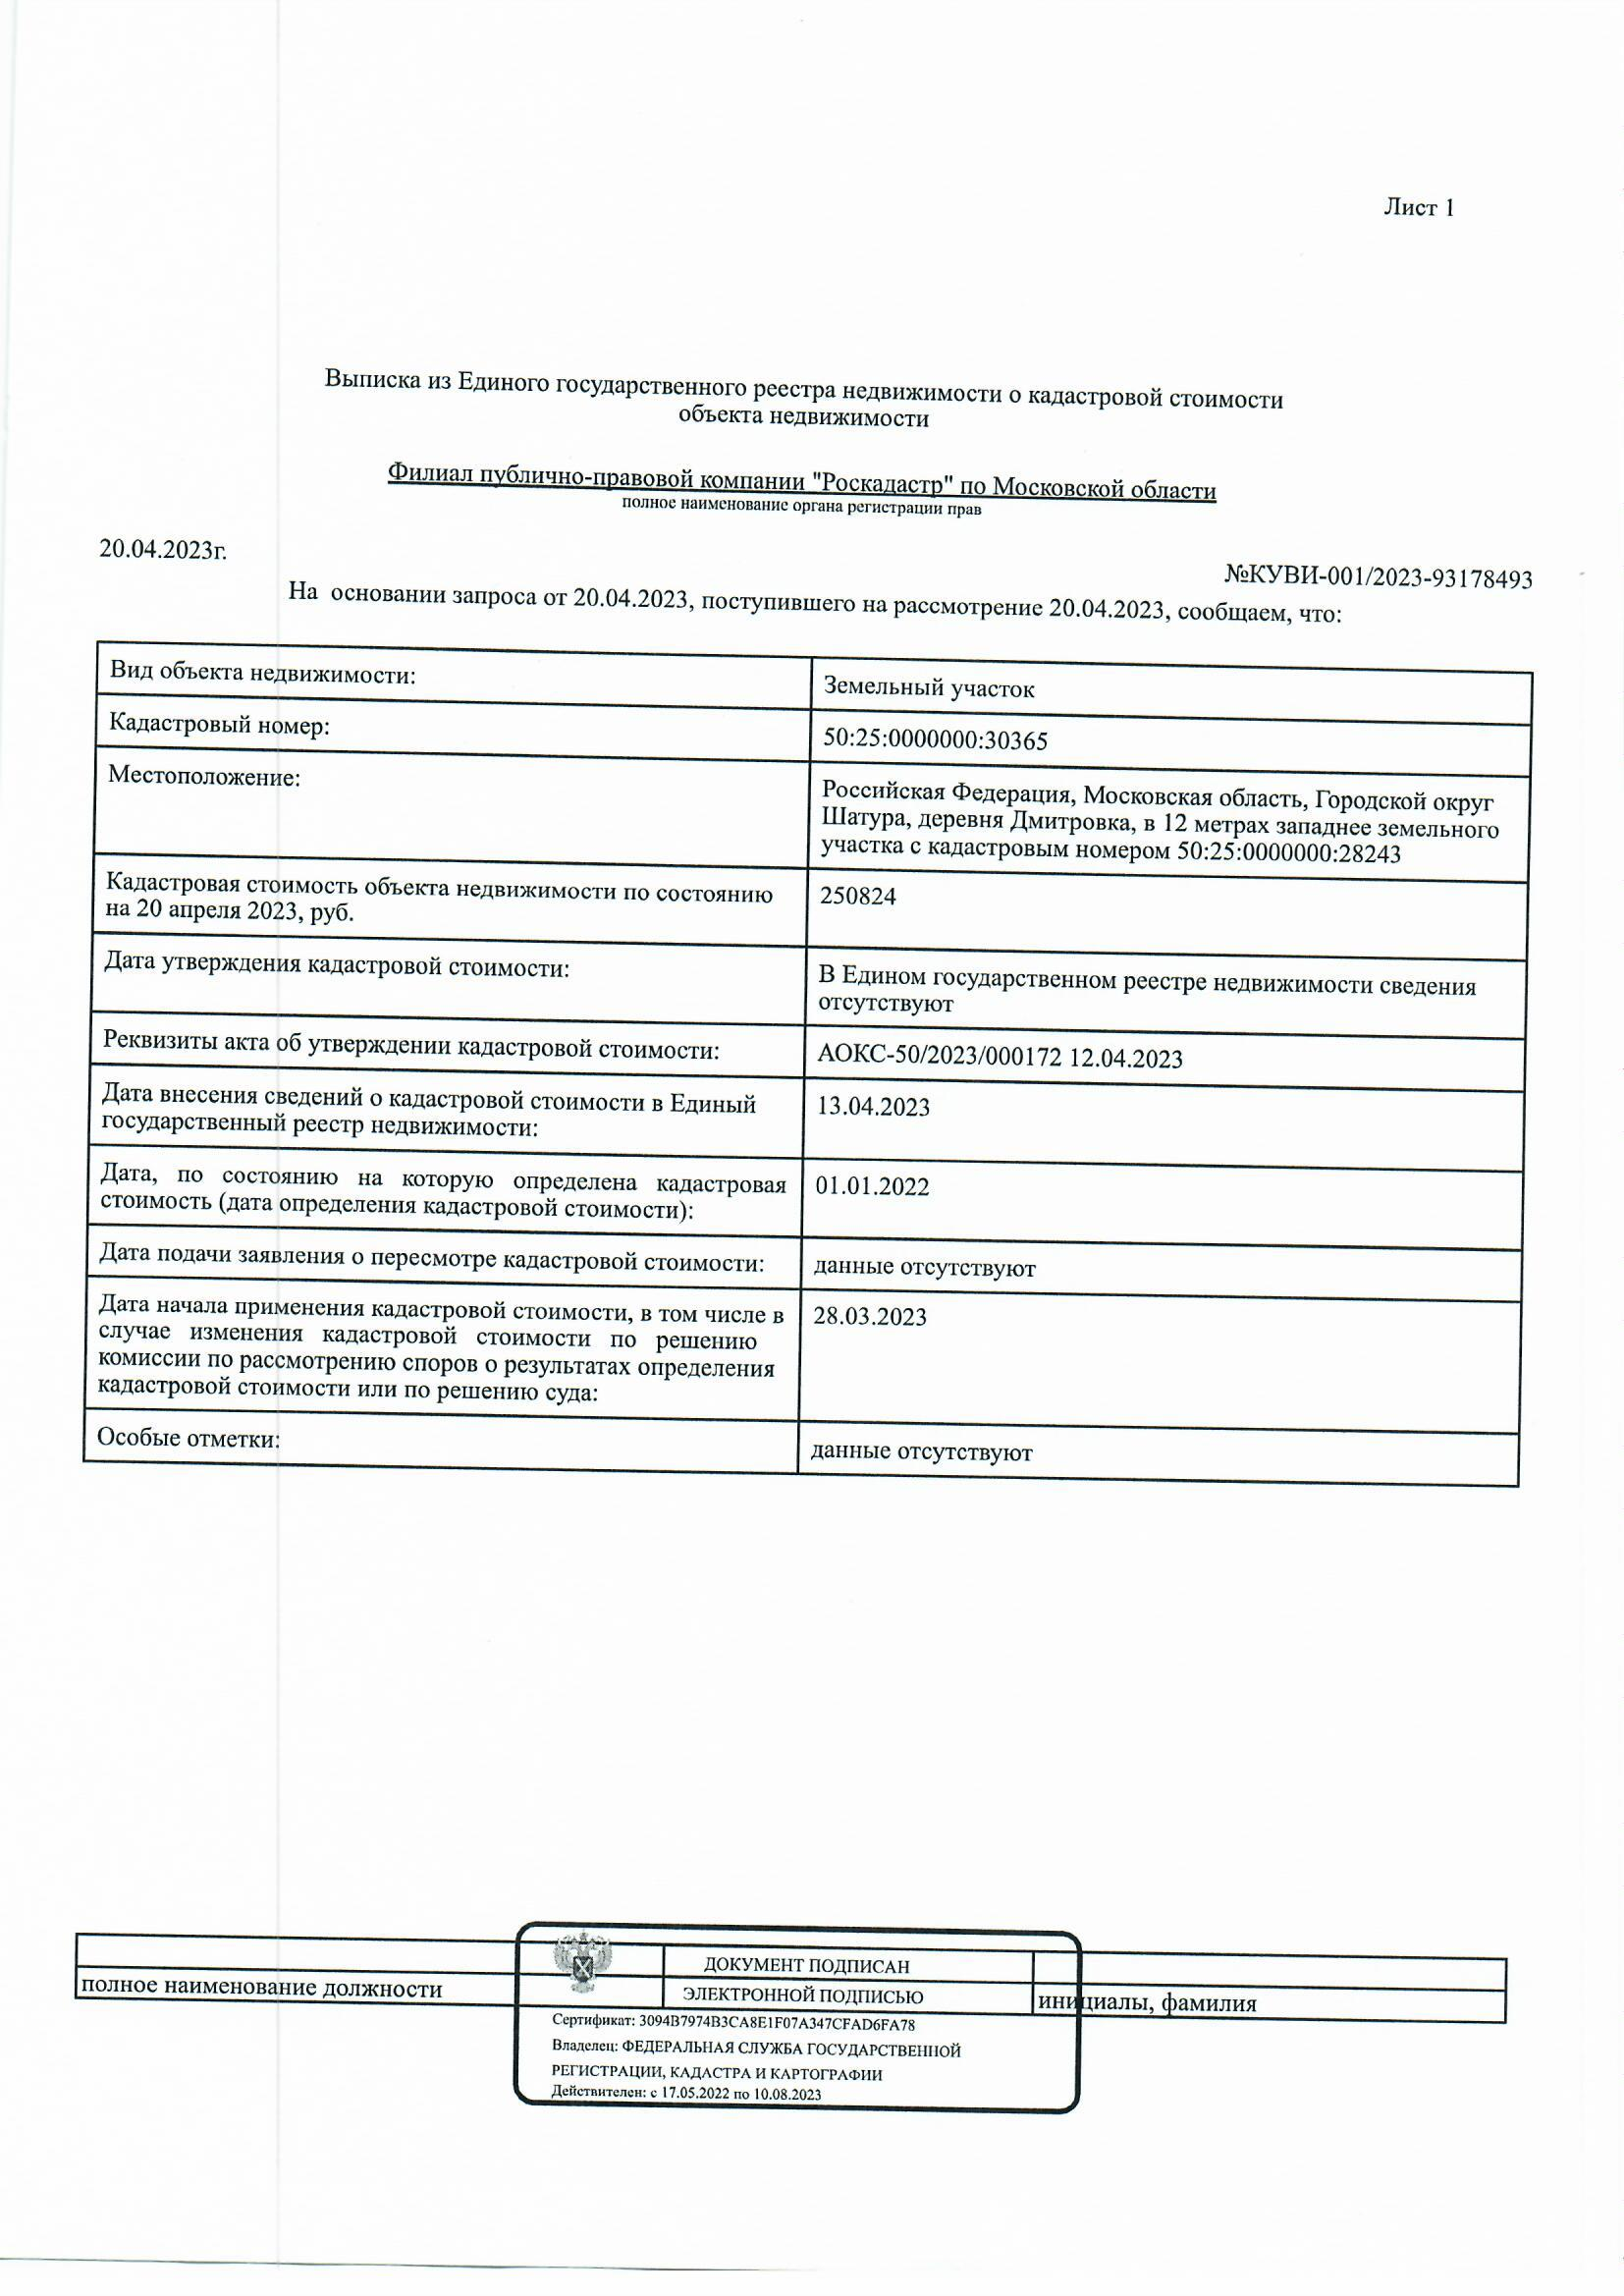 Лист 1
Выписка из Единого государственного реестра недвижимости о кадастровой стоимости
объекта недвижимости
Филиал публично-правовой компании "Роскадастр" по Московской области
полное наименование органа регистрации прав
20.04.2023г.
№КУВИ-001/2023-93178493
На основании запроса от 20.04.2023, поступившего на рассмотрение 20.04.2023, сообщаем, что:
Вид объекта недвижимости:
Земельный участок
Кадастровый номер:
50:25:0000000:30365
Местоположение:
Российская Федерация, Московская область, Городской округ
Шатура, деревня Дмитровка, в 12 метрах западнее земельного
участка с кадастровым номером 50:25:0000000:28243
Кадастровая стоимость объекта недвижимости по состоянию
на 20 апреля 2023, руб.
250824
Дата утверждения кадастровой стоимости:
В Едином государственном реестре недвижимости сведения
отсутствуют
Реквизиты акта об утверждении кадастровой стоимости:
АОКС-50/2023/000172 12.04.2023
Дата внесения сведений о кадастровой стоимости в Единый
государственный реестр недвижимости:
13.04.2023
Дата, по состоянию на которую определена кадастровая
стоимость (дата определения кадастровой стоимости):
01.01.2022
Дата подачи заявления о пересмотре кадастровой стоимости:
данные отсутствуют
Дата начала применения кадастровой стоимости, в том числе в
случае изменения кадастровой стоимости по решению
комиссии по рассмотрению споров о результатах определения
кадастровой стоимости или по решению суда:
28.03.2023
Особые отметки:
данные отсутствуют
полное наименование должности
ДОКУМЕНТ ПОДПИСАН
ЭЛЕКТРОННОЙ ПОДПИСЬЮ
инициалы, фамилия
Сертификат: 3094B7974B3CA8E1F07A347CFAD6FA78
Владелец: ФЕДЕРАЛЬНАЯ СЛУЖБА ГОСУДАРСТВЕННОЙ
РЕГИСТРАЦИИ, КАДАСТРА И КАРТОГРАФИИ
Действителен: с 17.05.2022 по 10.08.2023